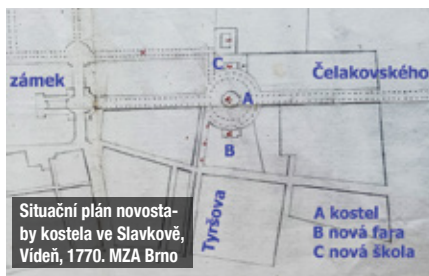 C
Čelakovského
zámek
A
B
Tyršova
Situační plán novosta-
by kostela ve Slavkově,
Vídeň, 1770. MZA Brno
A kostel
B nová fara
C nová škola